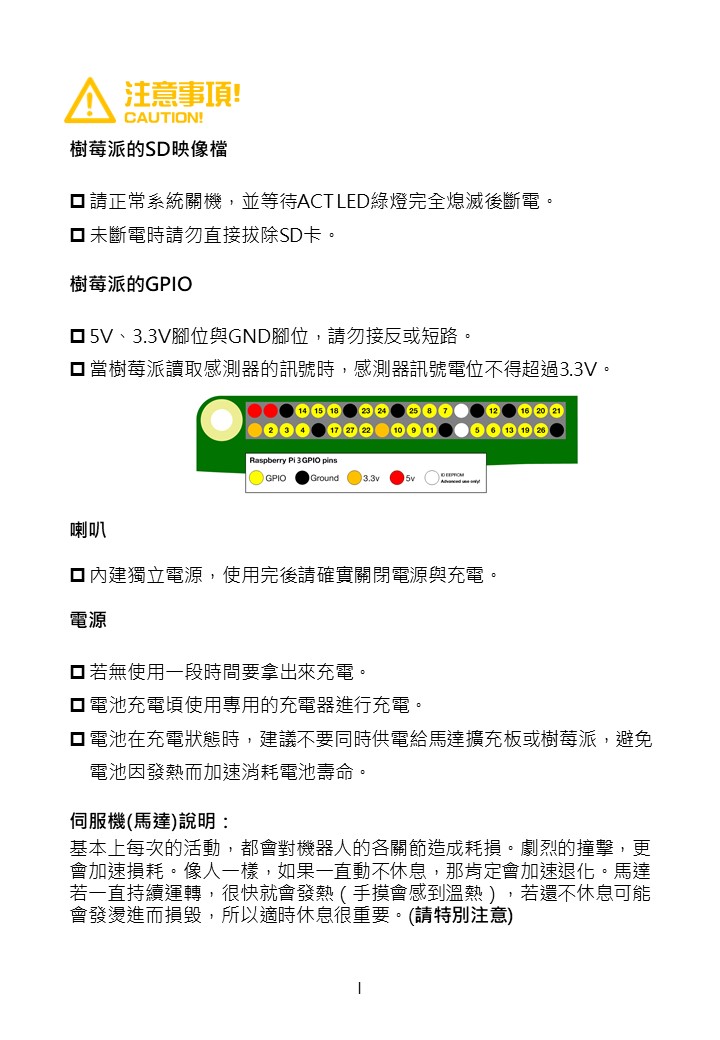 注意事項!
CAUTION!
樹莓派的SD映像檔
請正常系統關機，並等待ACT LED綠燈完全熄滅後斷電。
未斷電時請勿直接拔除SD卡。
樹莓派的GPIO
5V、3.3V腳位與GND腳位，請勿接反或短路。
當樹莓派讀取感測器的訊號時，感測器訊號電位不得超過3.3V。
14 15 18 23 24 25 8 7 12 16 20 21
2 3 4 17 27 22 10 9 11 5 6 13 19 26
Raspberry Pi 3 GPIO pins
GPIO Ground 3.3v 5v ID EEPROM
Advanced use only!
喇叭
內建獨立電源，使用完後請確實關閉電源與充電。
電源
若無使用一段時間要拿出來充電。
電池充電頃使用專用的充電器進行充電。
電池在充電狀態時，建議不要同時供電給馬達擴充板或樹莓派，避免
電池因發熱而加速消耗電池壽命。
伺服機(馬達)說明：
基本上每次的活動，都會對機器人的各關節造成耗損。劇烈的撞擊，更
會加速損耗。像人一樣，如果一直動不休息，那肯定會加速退化。馬達
若一直持續運轉，很快就會發熱（手摸會感到溫熱），若還不休息可能
會發燙進而損毀，所以適時休息很重要。(請特別注意)
I